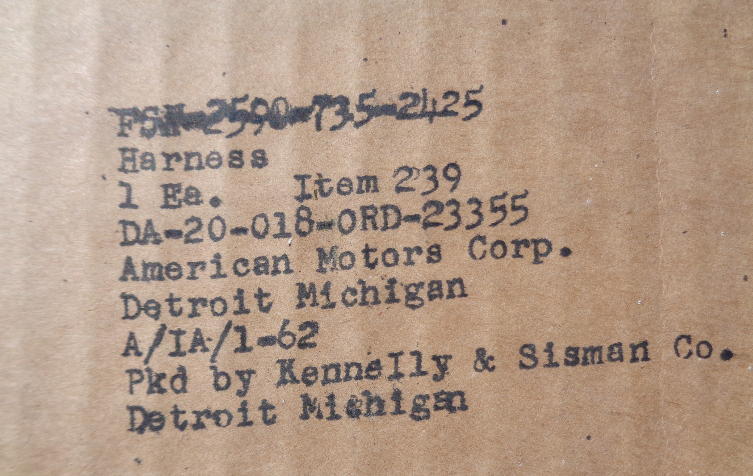 FSN-2590-735-2425
Harness
1 Ea. Item 239
DA-20-018-ORD-23355
American Motors Corp.
Detroit Michigan
A/IA/1-62
Pkd by Kennelly & Sisman Co.
Detroit Michigan